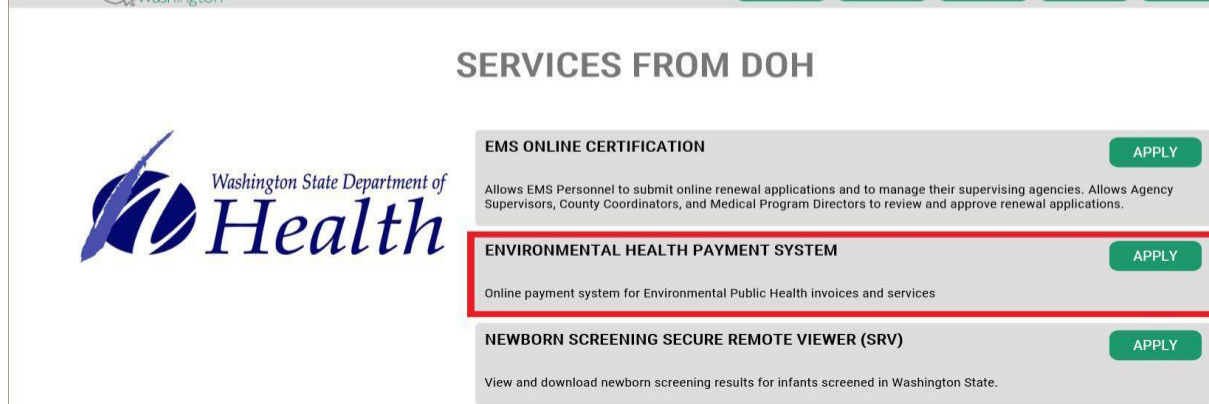 Washington
SERVICES FROM DOH
Washington State Department of
Health
EMS ONLINE CERTIFICATION
APPLY
Allows EMS Personnel to submit online renewal applications and to manage their supervising agencies. Allows Agency
Supervisors, County Coordinators, and Medical Program Directors to review and approve renewal applications.
ENVIRONMENTAL HEALTH PAYMENT SYSTEM
APPLY
Online payment system for Environmental Public Health invoices and services
NEWBORN SCREENING SECURE REMOTE VIEWER (SRV)
APPLY
View and download newborn screening results for infants screened in Washington State.